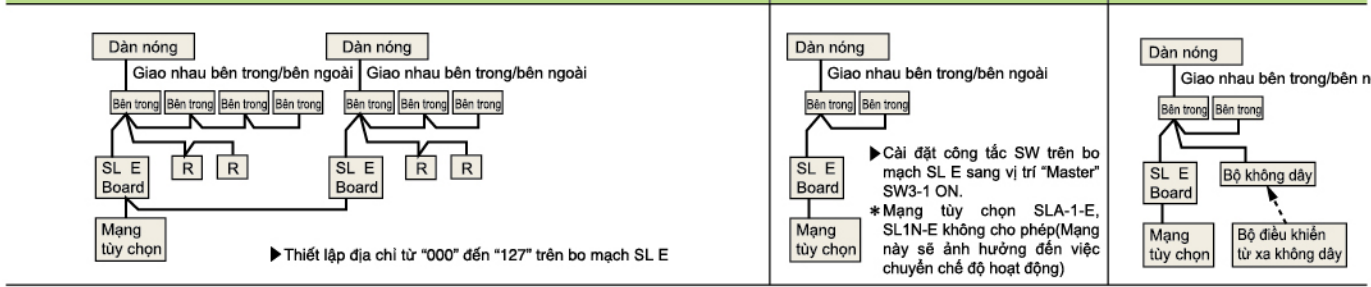 Dàn nóng
Giao nhau bên trong/bên ngoài
Bên trong Bên trong Bên trong Bên trong
SL E
Board
R R
Mạng
tùy chọn
Dàn nóng
Giao nhau bên trong/bên ngoài
Bên trong Bên trong Bên trong
SL E
Board
R R
▶Thiết lập địa chỉ từ "000" đến "127" trên bo mạch SL E
Dàn nóng
Giao nhau bên trong/bên ngoài
Bên trong Bên trong
SL E
Board
Mạng
tùy chọn
▶Cài đặt công tắc SW trên bo
mạch SL E sang vị trí "Master"
SW3-1 ON.
*Mạng tùy chọn SLA-1-E,
SL1N-E không cho phép(Mạng
này sẽ ảnh hưởng đến việc
chuyển chế độ hoạt động)
Dàn nóng
Giao nhau bên trong/bên n
Bên trong Bên trong
SL E
Board
Bộ không dây
Mạng
tùy chọn
Bộ điều khiển
từ xa không dây